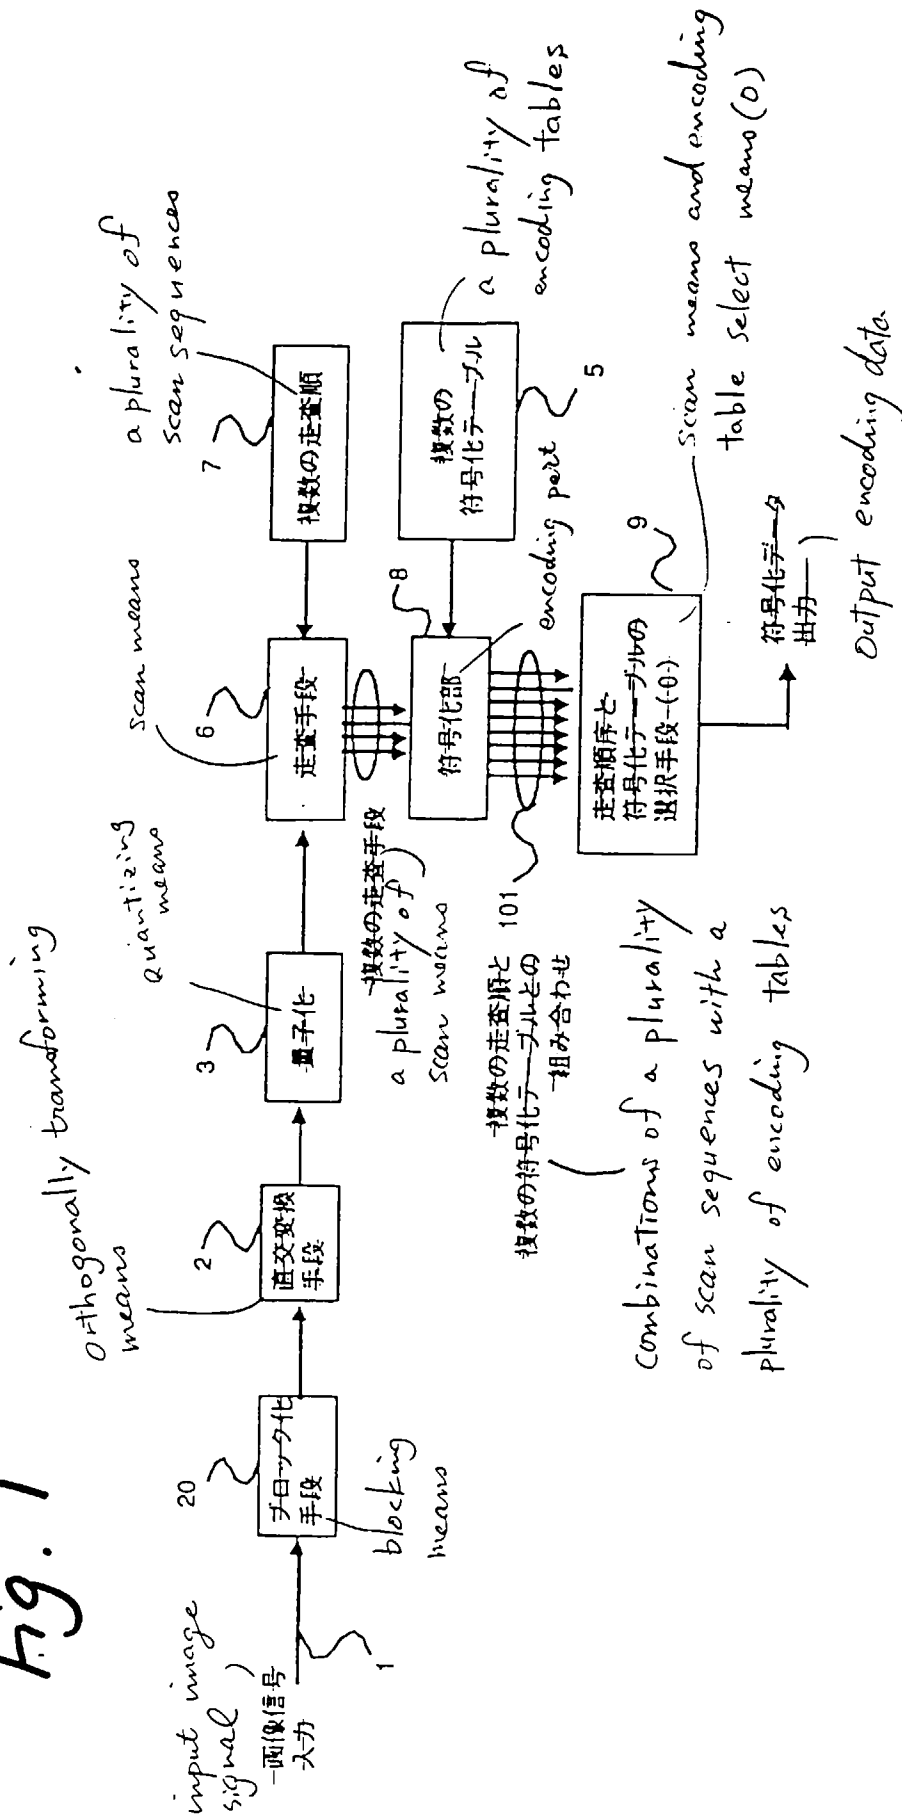 Fig. 1
input image
signal
画像信号
入力
1
20
ブロック化
手段
blocking
means
Orthogonally transforming
means
2
直交変換
手段
quantizing
means
3
量子化
scan means
6
走査手段
a plurality of
scan sequences
7
複数の走査順
複数の走査手段
a plurality of
scan means
8
符号化部
encoding part
a plurality of
encoding tables
複数の
符号化テーブル
5
101
複数の走査順と
複数の符号化テーブルとの
組み合わせ
Combinations of a plurality
of scan sequences with a
plurality of encoding tables
9
走査順序と
符号化テーブルの
選択手段(0)
scan means and encoding
table select means(0)
符号化データ
出力
Output encoding data